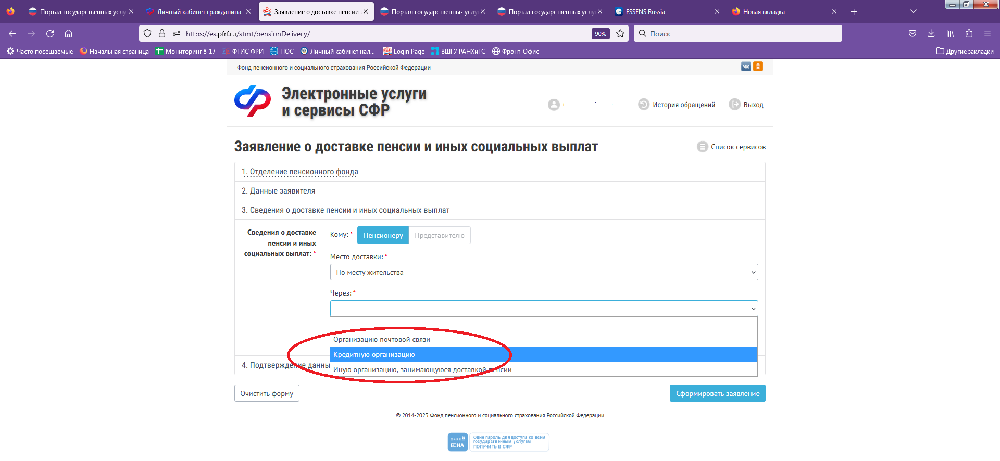 Портал государственных услу
Личный кабинет гражданина
Заявление о доставке пенсии
Портал государственных услу
Портал государственных услу
ESSENS Russia
Новая вкладка
https://es.pfrf.ru/stmt/pensionDelivery/
90%
Поиск
Часто посещаемые
Начальная страница
Мониторинг 8-17
ФГИС ФРИ
ПОС
Личный кабинет нал...
Login Page
ВШГУ РАНХиГС
Фронт-Офис
Другие закладки
Фонд пенсионного и социального страхования Российской Федерации
Электронные услуги
и сервисы СФР
История обращений
Выход
Заявление о доставке пенсии и иных социальных выплат
Список сервисов
1. Отделение пенсионного фонда
2. Данные заявителя
3. Сведения о доставке пенсии и иных социальных выплат
Сведения о доставке
пенсии и иных
социальных выплат: *
Кому: *
Пенсионеру
Представителю
Место доставки: *
По месту жительства
Через: *
—
—
Организацию почтовой связи
Кредитную организацию
Иную организацию, занимающуюся доставкой пенсии
4. Подтверждение данны
Очистить форму
Сформировать заявление
© 2014-2023 Фонд пенсионного и социального страхования Российской Федерации
ЕСИА
Один пароль для доступа ко всем
государственным услугам
ПОЛУЧИТЬ В СФР